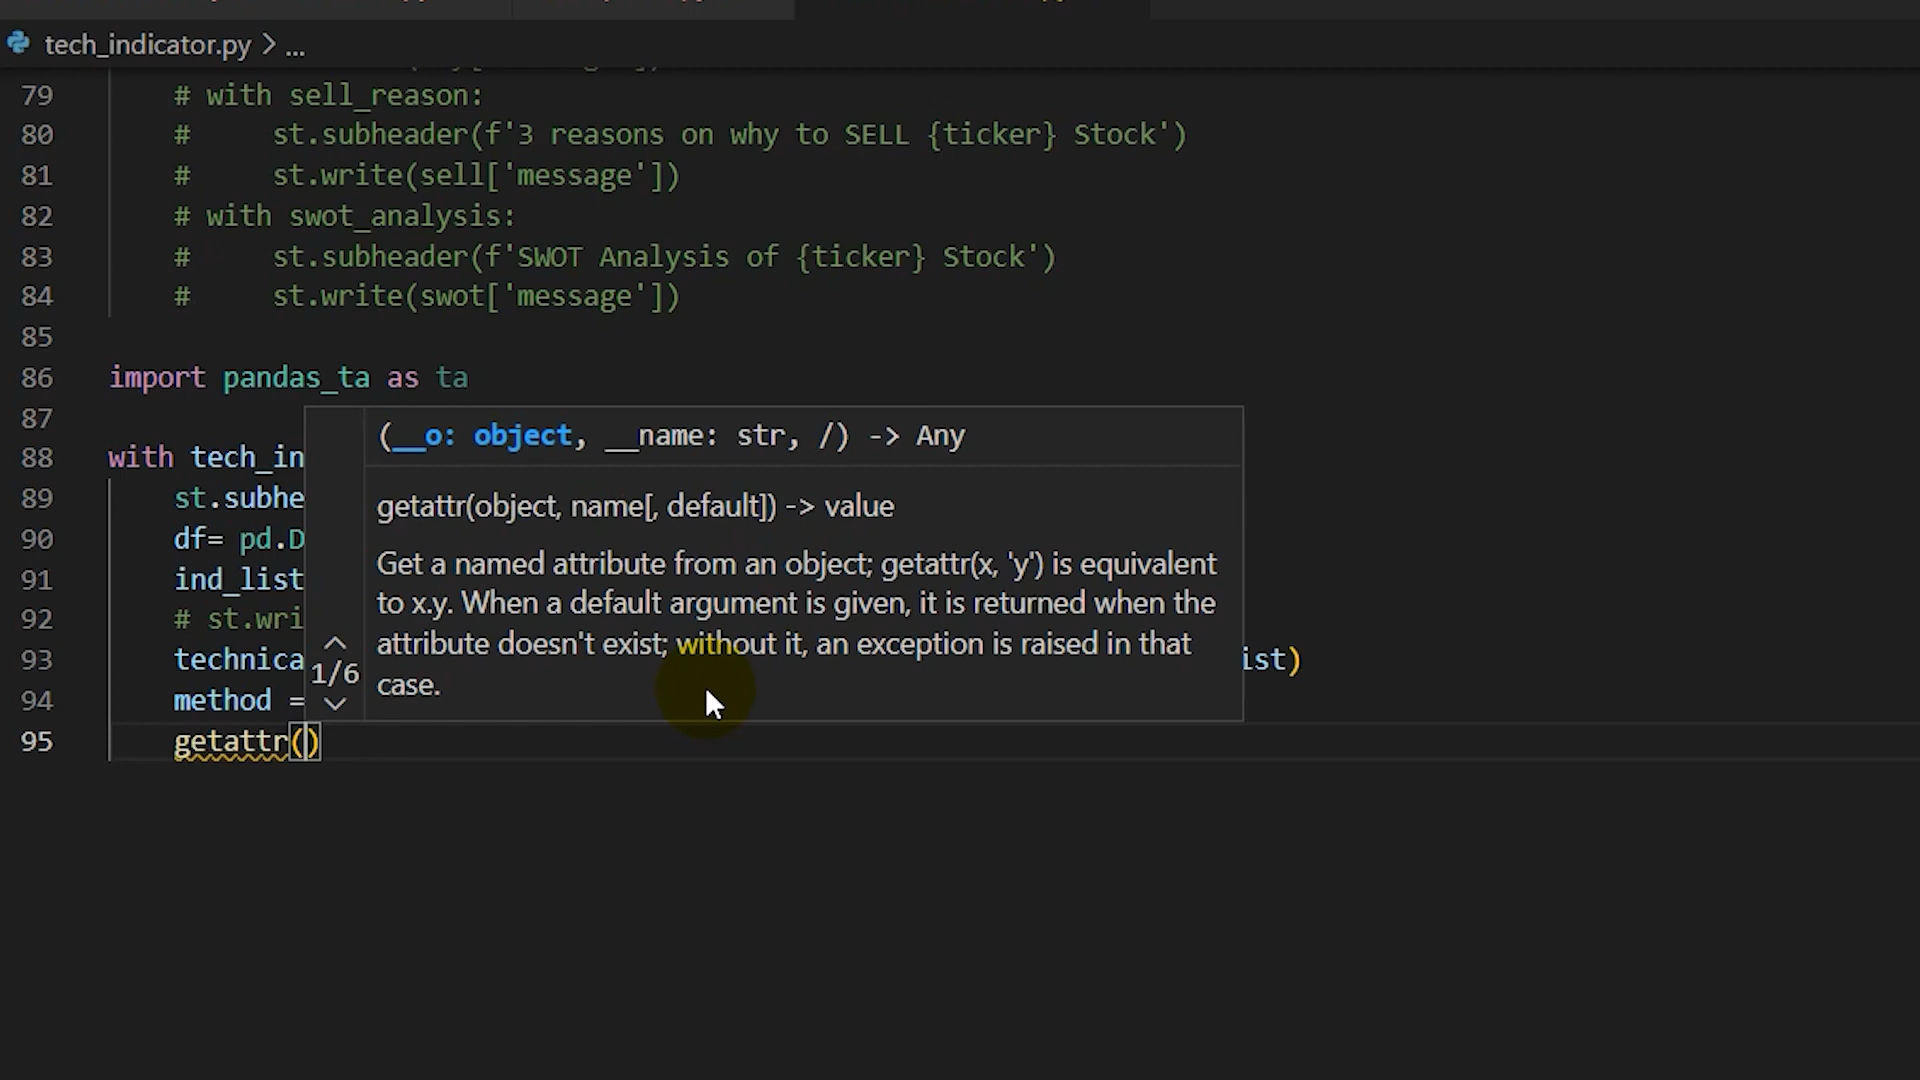 tech_indicator.py > ...
79 # with sell_reason:
80 # st.subheader(f'3 reasons on why to SELL {ticker} Stock')
81 # st.write(sell['message'])
82 # with swot_analysis:
83 # st.subheader(f'SWOT Analysis of {ticker} Stock')
84 # st.write(swot['message'])
85
86 import pandas_ta as ta
87
(__o: object, __name: str, /) -> Any
88 with tech_in
89 st.subhe
getattr(object, name[, default]) -> value
90 df= pd.D
Get a named attribute from an object; getattr(x, 'y') is equivalent
91 ind_list
to x.y. When a default argument is given, it is returned when the
92 # st.wri
attribute doesn't exist; without it, an exception is raised in that
93 technica ist)
1/6
case.
94 method =
95 getattr()